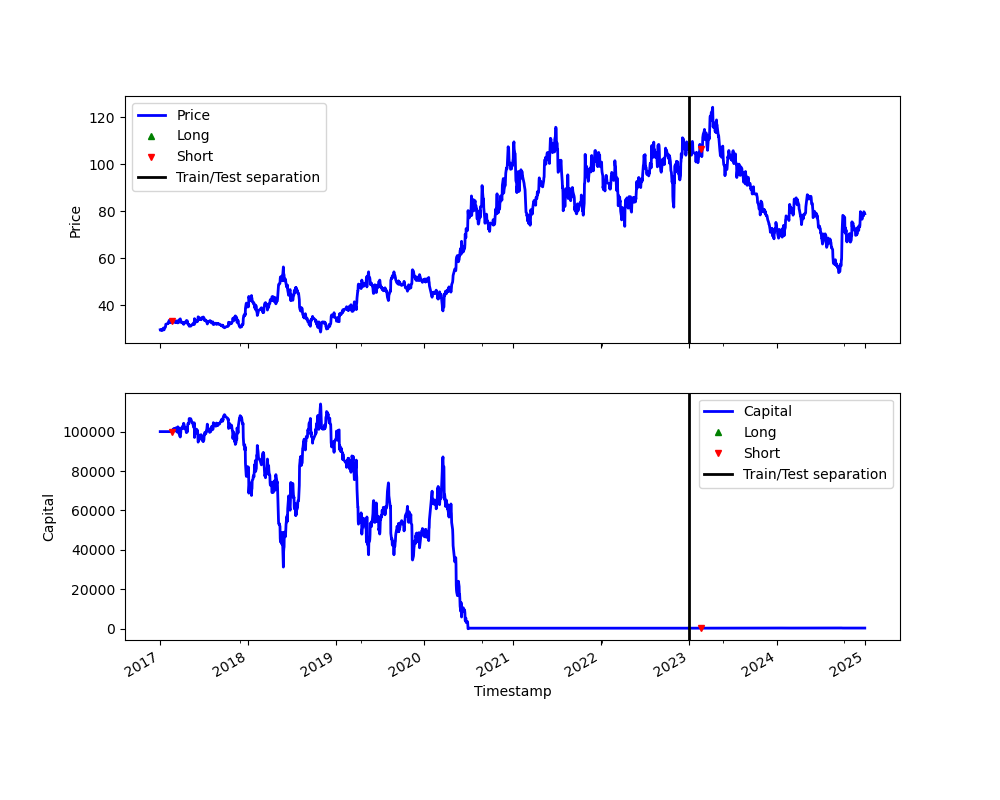 Price
Long
Short
Train/Test separation
120
100
80
60
40
Price
Capital
Long
Short
Train/Test separation
100000
80000
60000
40000
20000
0
Capital
2017 2018 2019 2020 2021 2022 2023 2024 2025
Timestamp